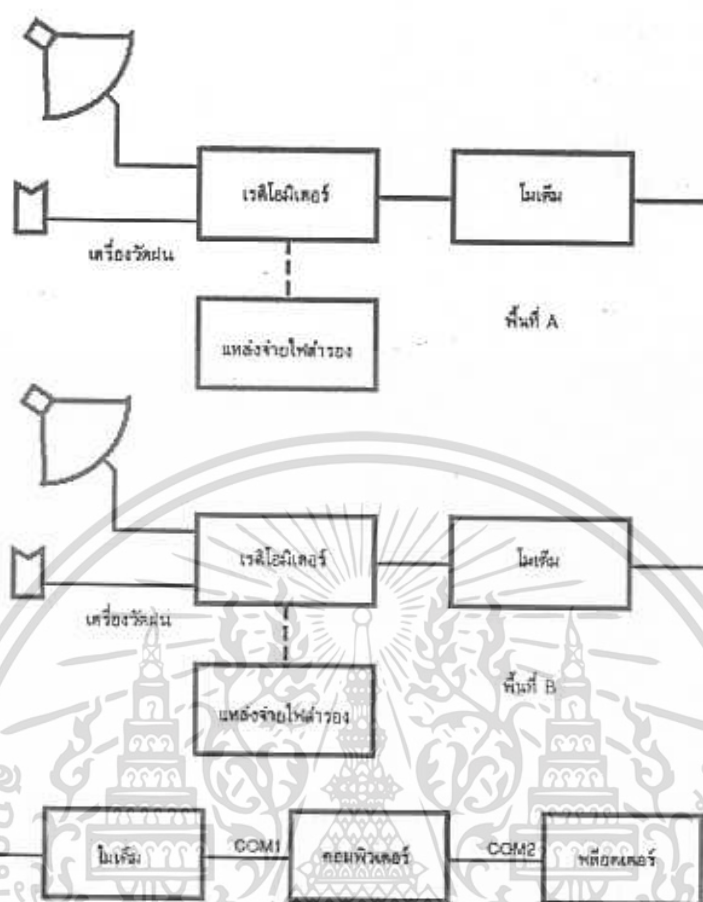 เรดิโอมิเตอร์
โมเด็ม
เครื่องวัดฝน
พื้นที่ A
แหล่งจ่ายไฟสำรอง
เรดิโอมิเตอร์
โมเด็ม
เครื่องวัดฝน
พื้นที่ B
แหล่งจ่ายไฟสำรอง
โมเด็ม
COM1
คอมพิวเตอร์
COM2
พล็อตเตอร์